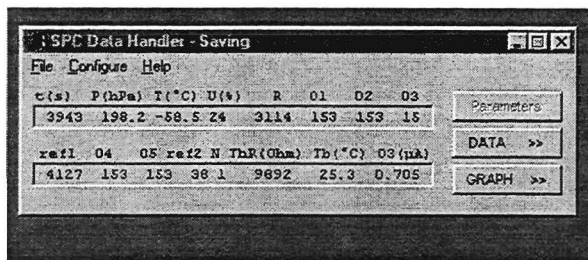 SPC Data Handler - Saving
File Configure Help
t(s) P(hPa) T(°C) U(%) R O1 O2 O3
3943 198.2 -58.5 24 3114 153 153 15
Parameters
ref1 O4 O5 ref2 N TbR(Ohm) Tb(°C) O3(µA)
4127 153 153 38 1 9892 25.3 0.705
DATA >>
GRAPH >>